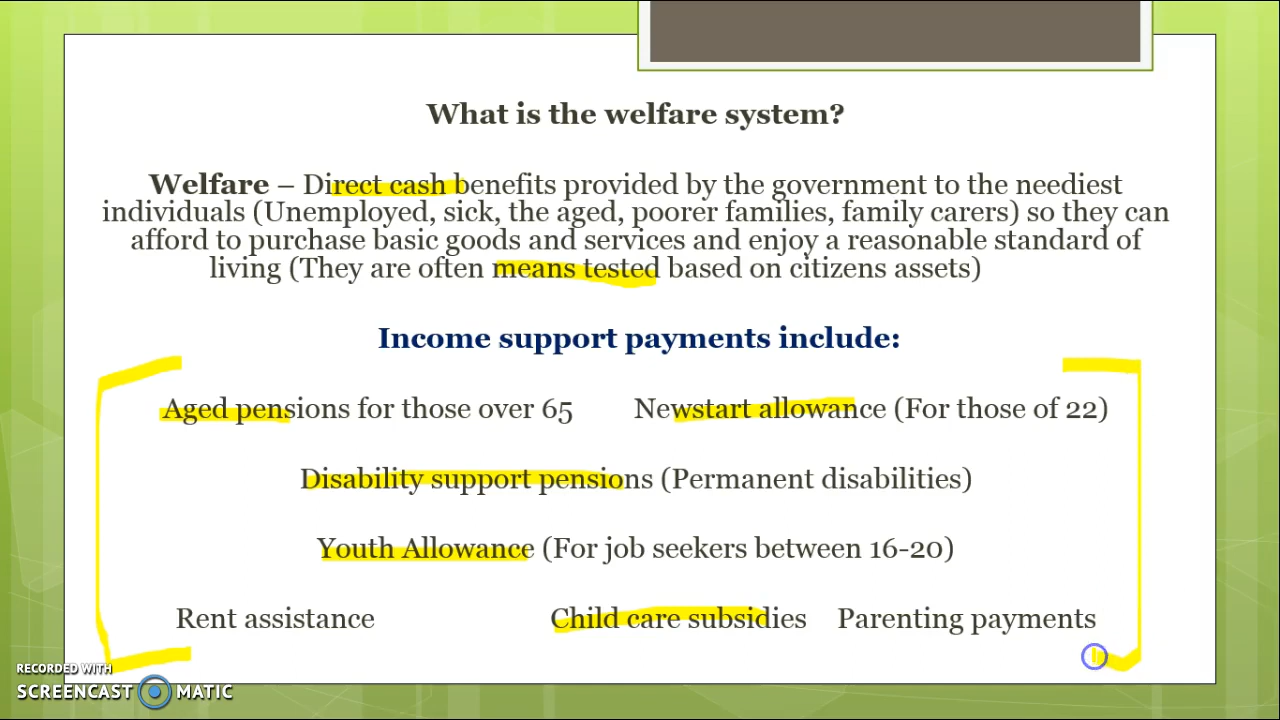 What is the welfare system?
Welfare – Direct cash benefits provided by the government to the neediest
individuals (Unemployed, sick, the aged, poorer families, family carers) so they can
afford to purchase basic goods and services and enjoy a reasonable standard of
living (They are often means tested based on citizens assets)
Income support payments include:
Aged pensions for those over 65 Newstart allowance (For those of 22)
Disability support pensions (Permanent disabilities)
Youth Allowance (For job seekers between 16-20)
Rent assistance Child care subsidies Parenting payments
RECORDED WITH
SCREENCAST MATIC